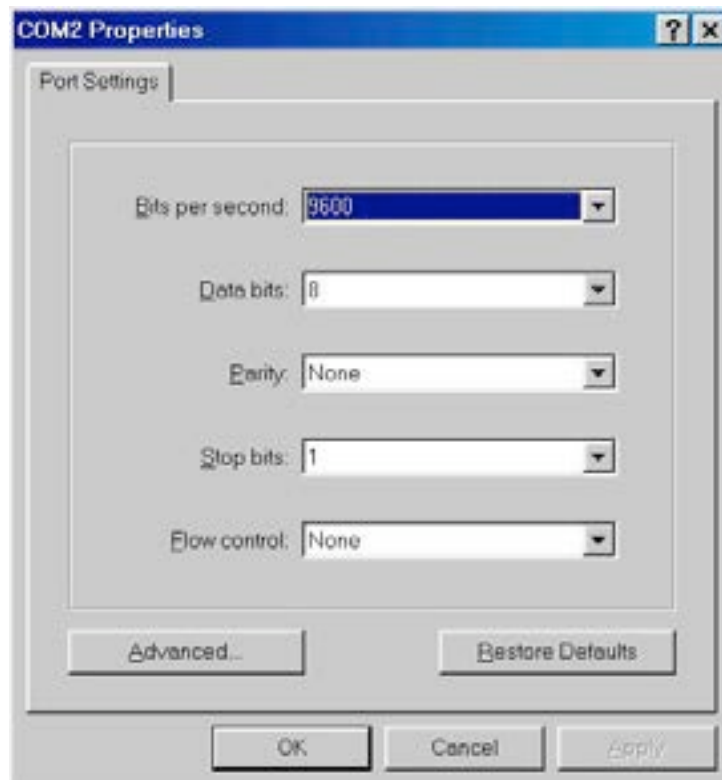 COM2 Properties
Port Settings
Bits per second: 9600
Data bits: 8
Parity: None
Stop bits: 1
Flow control: None
Advanced... Restore Defaults
OK Cancel Apply